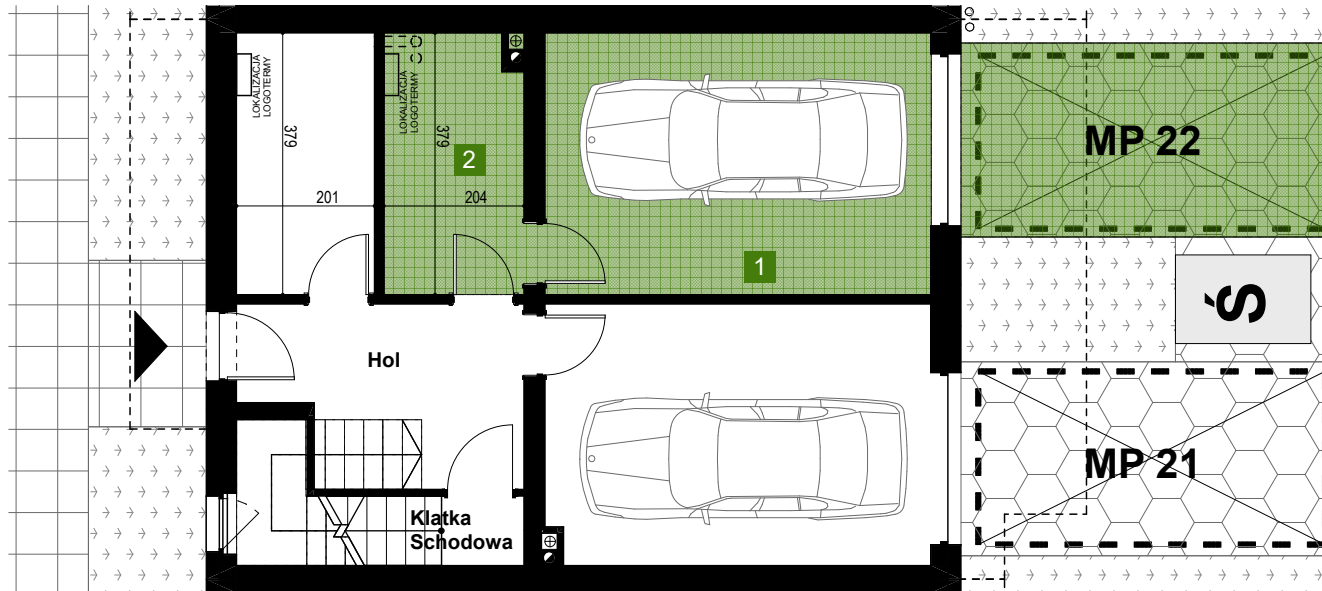 LOKALIZACJA
LOGOTERMY
379
201
LOKALIZACJA
LOGOTERMY
379
2
204
1
MP 22
Ś
Hol
MP 21
Klatka
Schodowa